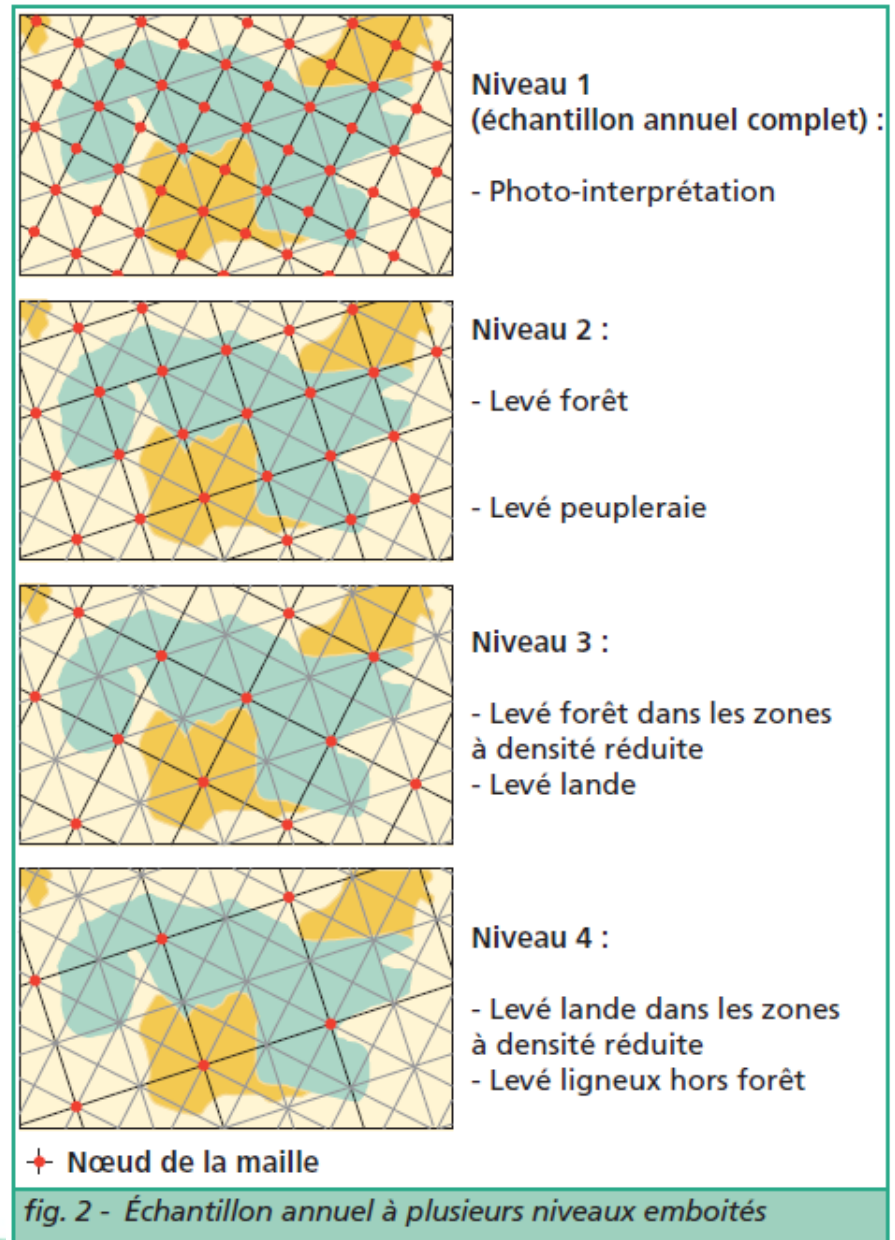 Niveau 1
(échantillon annuel complet) :
- Photo-interprétation
Niveau 2 :
- Levé forêt
- Levé peupleraie
Niveau 3 :
- Levé forêt dans les zones
à densité réduite
- Levé lande
Niveau 4 :
- Levé lande dans les zones
à densité réduite
- Levé ligneux hors forêt
Nœud de la maille
fig. 2 - Échantillon annuel à plusieurs niveaux emboités